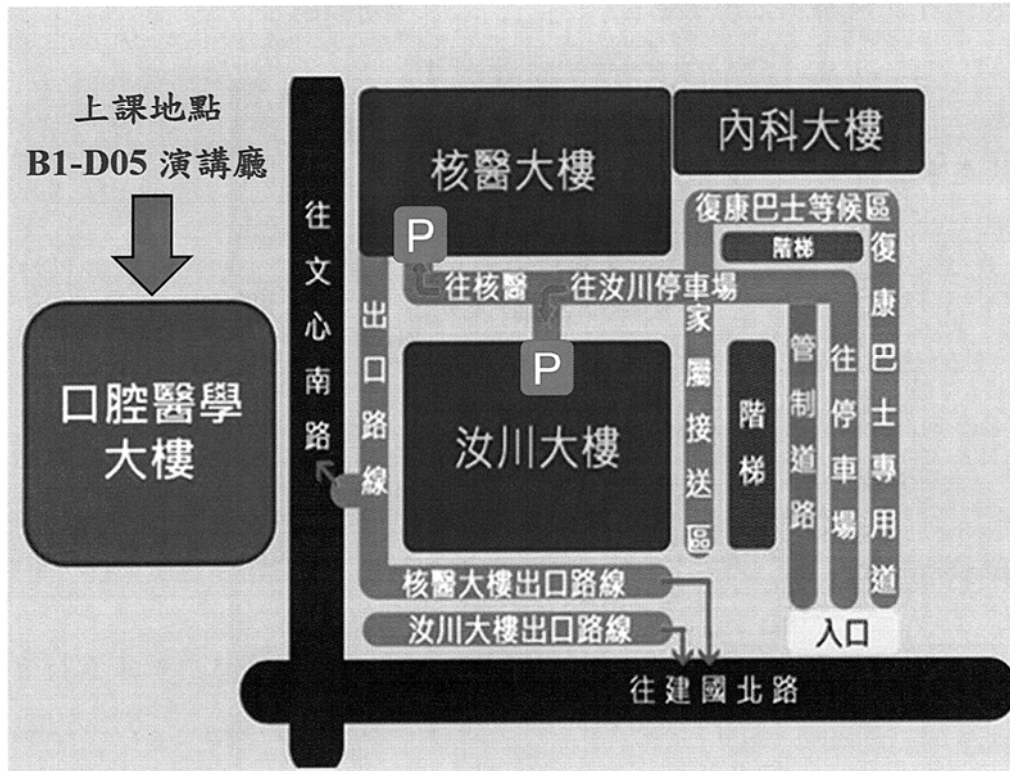 上課地點
B1-D05 演講廳
口腔醫學
大樓
往文心南路
核醫大樓
內科大樓
復康巴士等候區
階梯
P
往核醫
往汝川停車場
出口路線
P
汝川大樓
家屬接送區
階梯
管制道路
往停車場
復康巴士專用道
核醫大樓出口路線
汝川大樓出口路線
入口
往建國北路